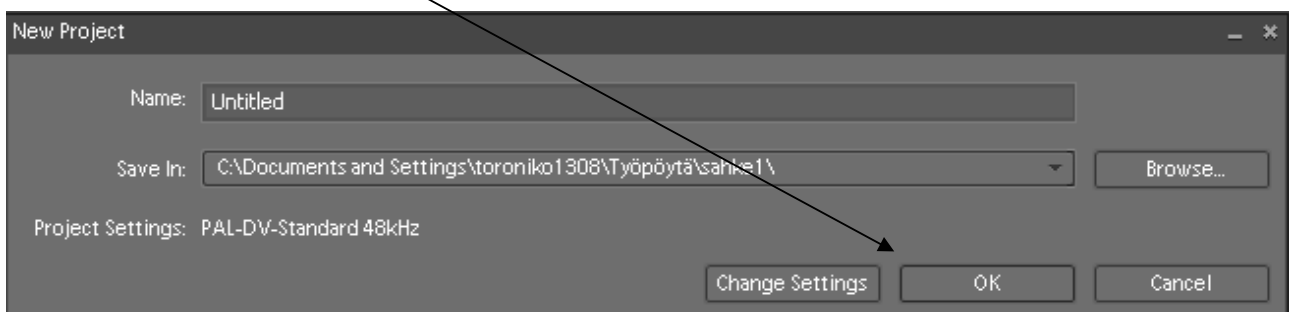 New Project
Name: Untitled
Save In: C:\Documents and Settings\toroniko1308\Työpöytä\sahke1\ Browse...
Project Settings: PAL-DV-Standard 48kHz
Change Settings OK Cancel